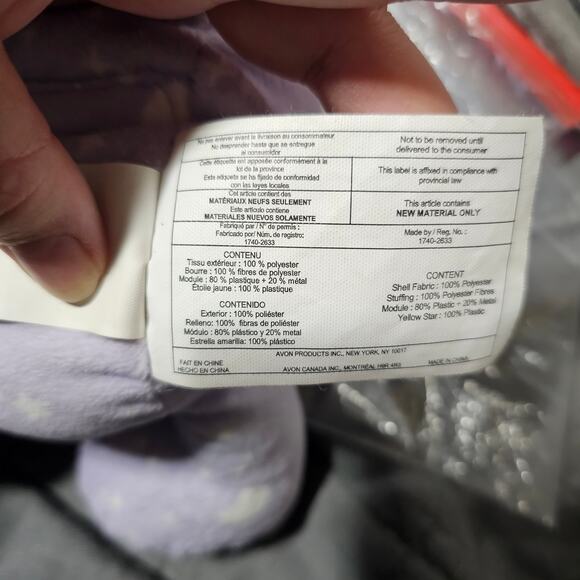 Ne pas enlever avant la livraison au consommateur
No desprender hasta que se entregue
al consumidor
Not to be removed until
delivered to the consumer
Cette étiquette est apposée conformément à la
loi de la province
Este etiqueta se ha fijado de conformidad
con las leyes locales
This label is affixed in compliance with
provincial law
Cet article contient des
MATÉRIAUX NEUFS SEULEMENT
Este articulo contiene
MATERIALES NUEVOS SOLAMENTE
This article contains
NEW MATERIAL ONLY
Fabriqué par / N° de permis :
Fabricado por/ Núm. de registro:
1740-2633
Made by / Reg. No. :
1740-2633
CONTENU
Tissu extérieur : 100 % polyester
Bourre : 100 % fibres de polyester
Module : 80 % plastique + 20 % métal
Étoile jaune : 100 % plastique
CONTENIDO
Exterior : 100% poliéster
Relleno: 100% fibras de poliéster
Módulo : 80% plástico y 20% metal
Estrella amarilla: 100% plástico
CONTENT
Shell Fabric : 100% Polyester
Stuffing : 100% Polyester Fibres
Module : 80% Plastic + 20% Metal
Yellow Star : 100% Plastic
FAIT EN CHINE
HECHO EN CHINA
AVON PRODUCTS INC., NEW YORK, NY 10017
AVON CANADA INC., MONTRÉAL H9R 4R3
MADE IN CHINA